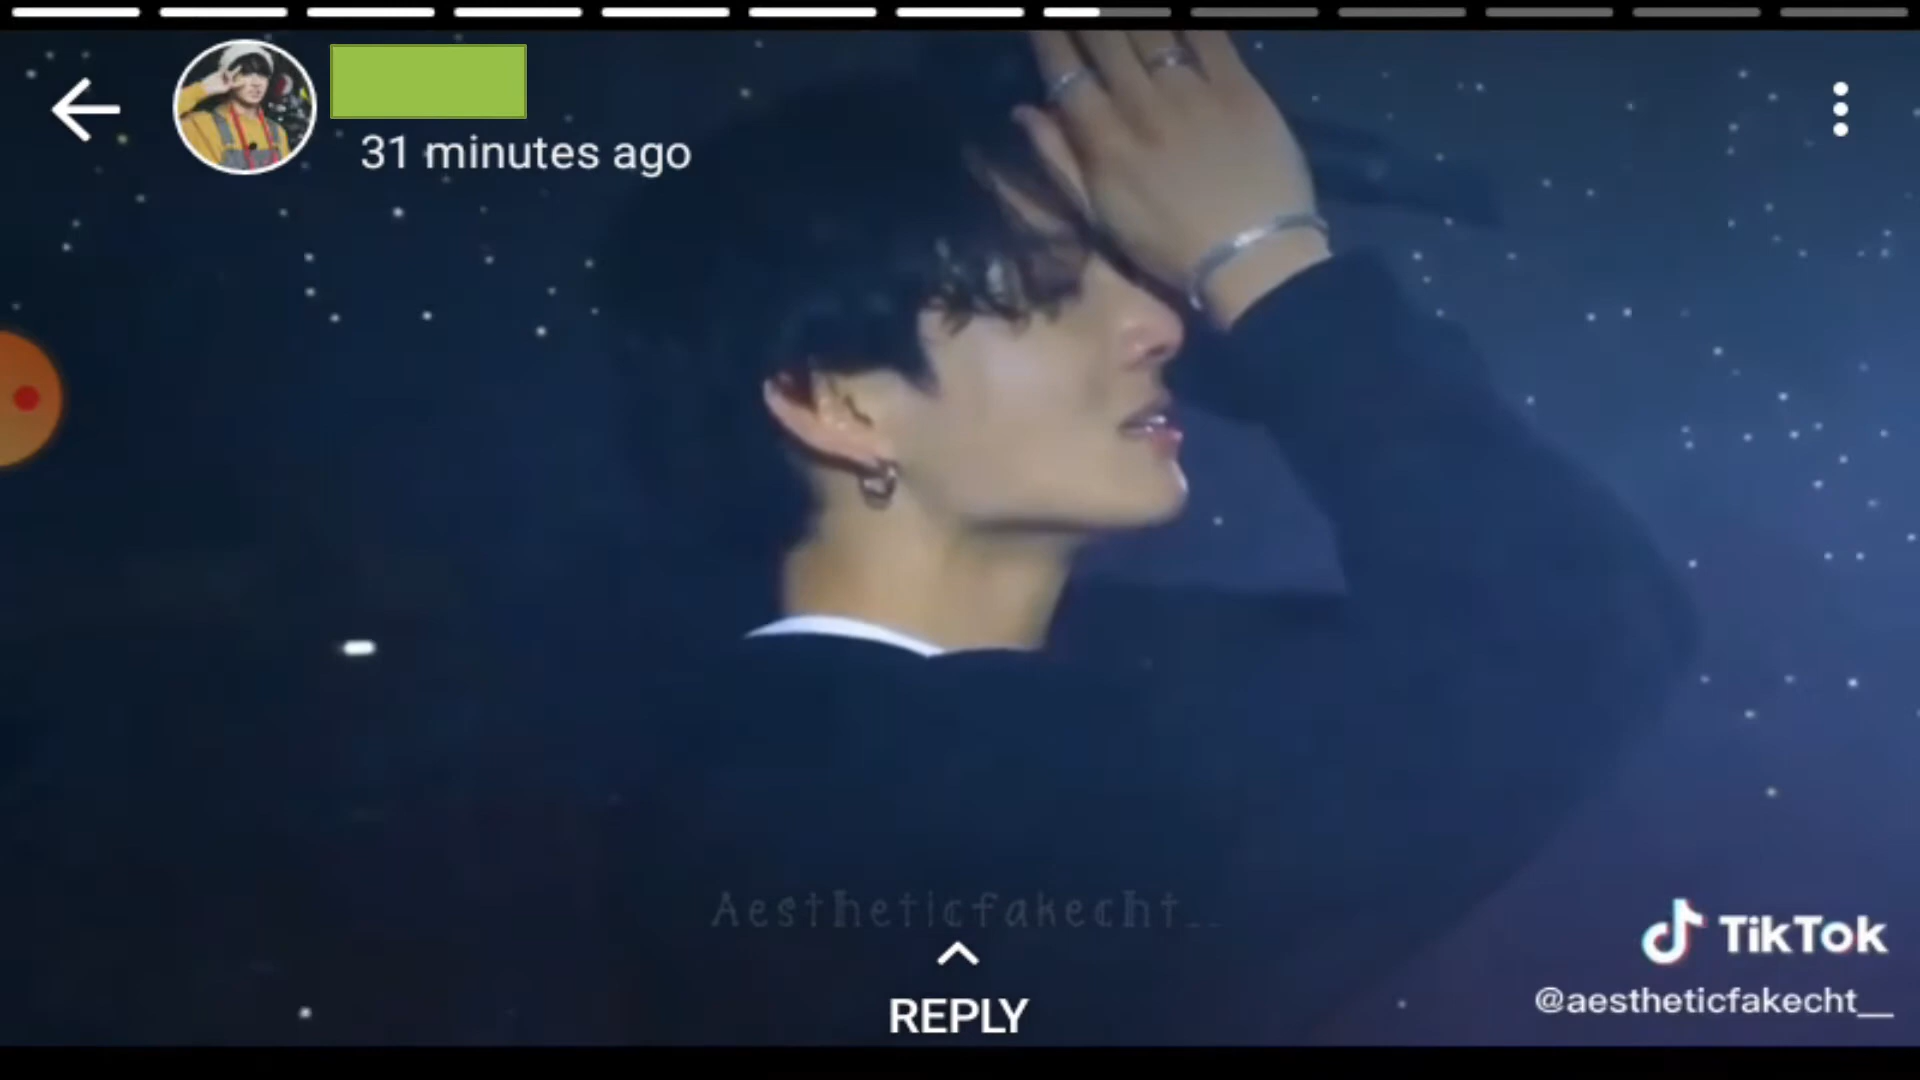 31 minutes ago
Aestheticfakecht__
REPLY
TikTok
@aestheticfakecht__